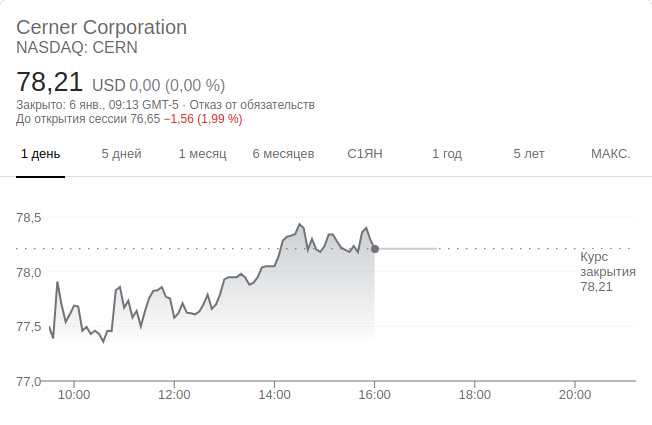 Cerner Corporation
NASDAQ: CERN
78,21 USD 0,00 (0,00 %)
Закрыто: 6 янв., 09:13 GMT-5 · Отказ от обязательств
До открытия сессии 76,65 −1,56 (1,99 %)
1 день 5 дней 1 месяц 6 месяцев С1ЯН 1 год 5 лет МАКС.
78,5
Курс
закрытия
78,21
78,0
77,5
77,0
10:00 12:00 14:00 16:00 18:00 20:00